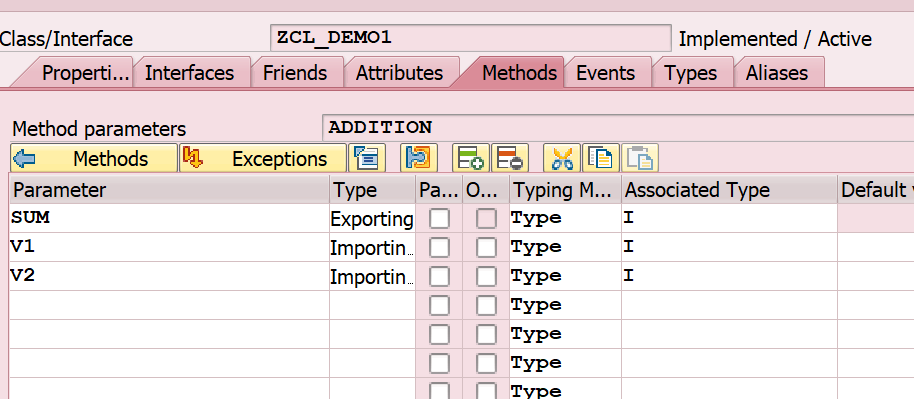 Class/Interface ZCL_DEMO1 Implemented / Active
Properti... Interfaces Friends Attributes Methods Events Types Aliases
Method parameters ADDITION
Methods Exceptions
Parameter Type Pa... O... Typing M... Associated Type Default
SUM Exporting Type I
V1 Importin... Type I
V2 Importin... Type I
Type
Type
Type
Type